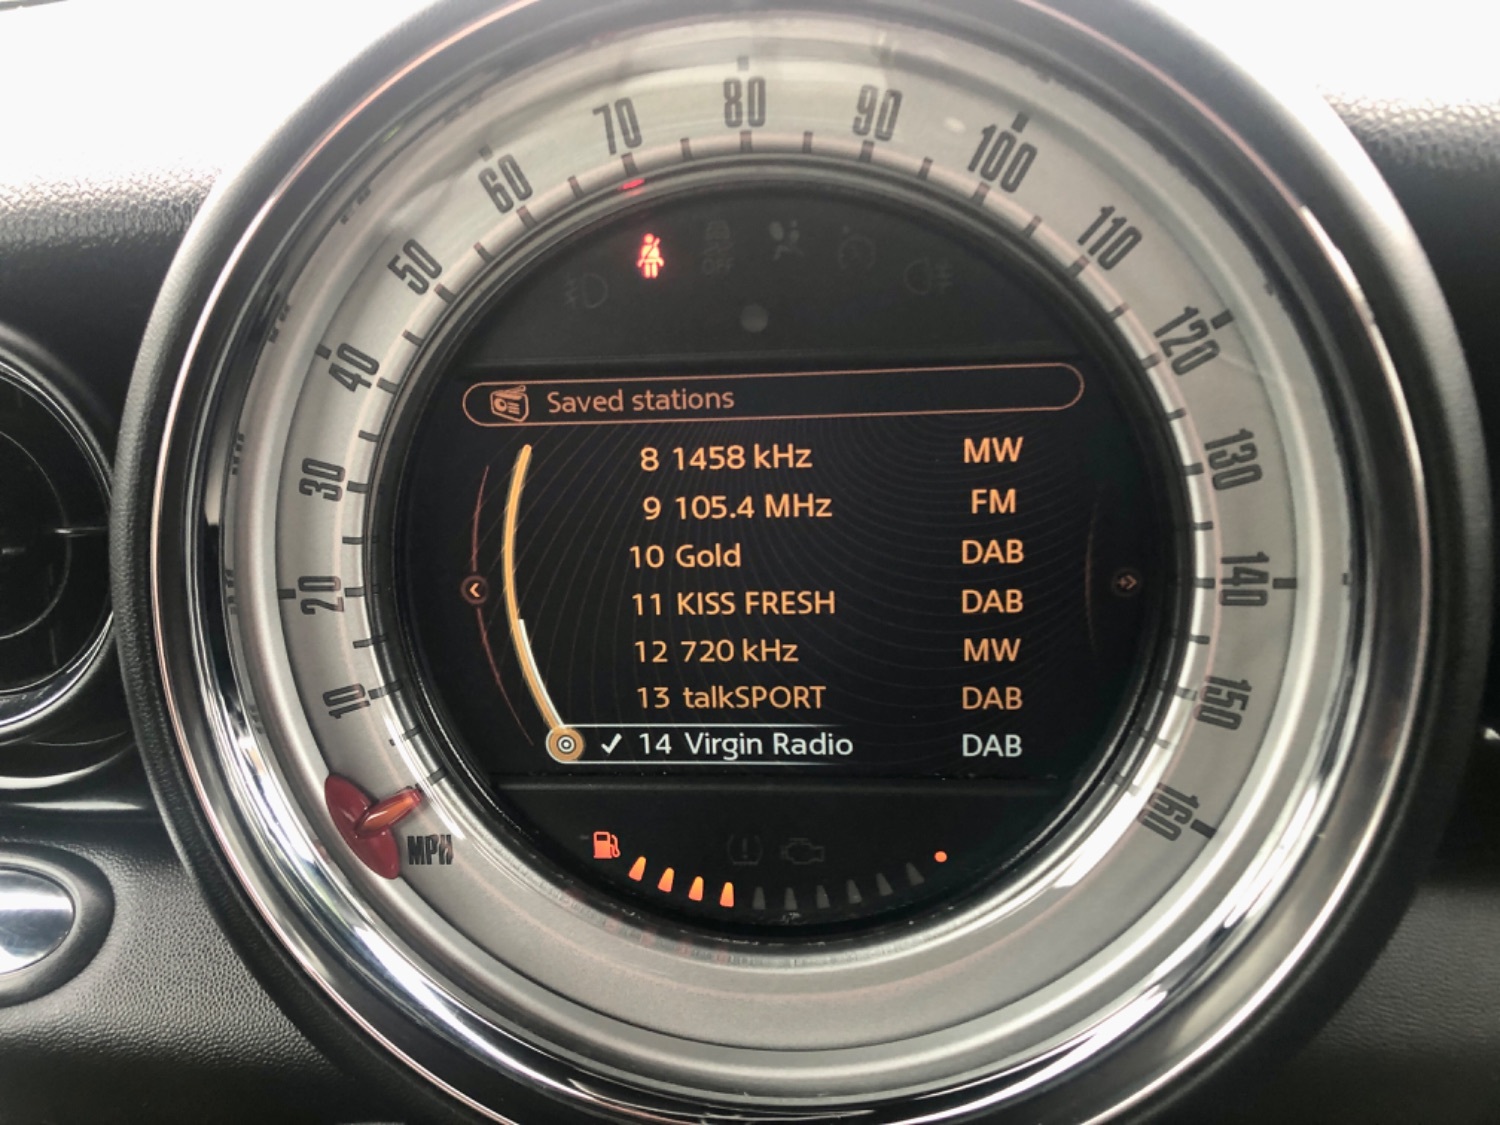 10
20
30
40
50
60
70
80
90
100
110
120
130
140
150
160
MPH
OFF
Saved stations
8 1458 kHz MW
9 105.4 MHz FM
10 Gold DAB
11 KISS FRESH DAB
12 720 kHz MW
13 talkSPORT DAB
✓ 14 Virgin Radio DAB